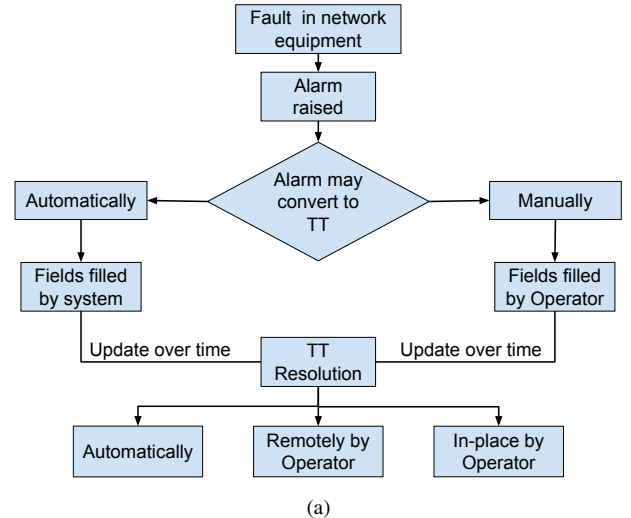 Fault in network
equipment
Alarm
raised
Alarm may
convert to
TT
Automatically
Manually
Fields filled
by system
Fields filled
by Operator
Update over time
Update over time
TT
Resolution
Automatically
Remotely by
Operator
In-place by
Operator
(a)